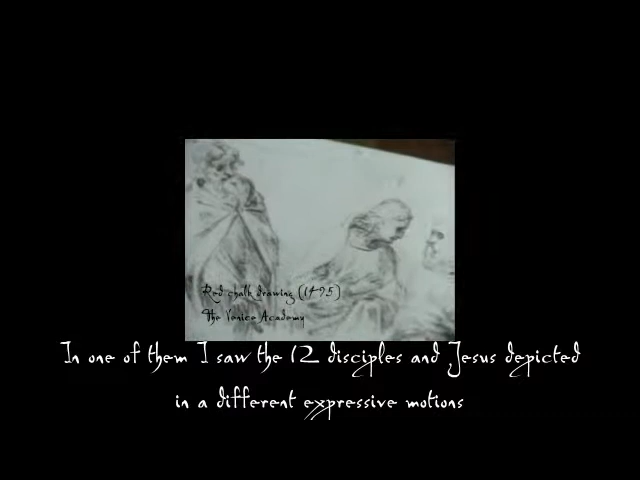 Red chalk drawing (1495)
The Venice Academy
In one of them I saw the 12 disciples and Jesus depicted
in a different expressive motions